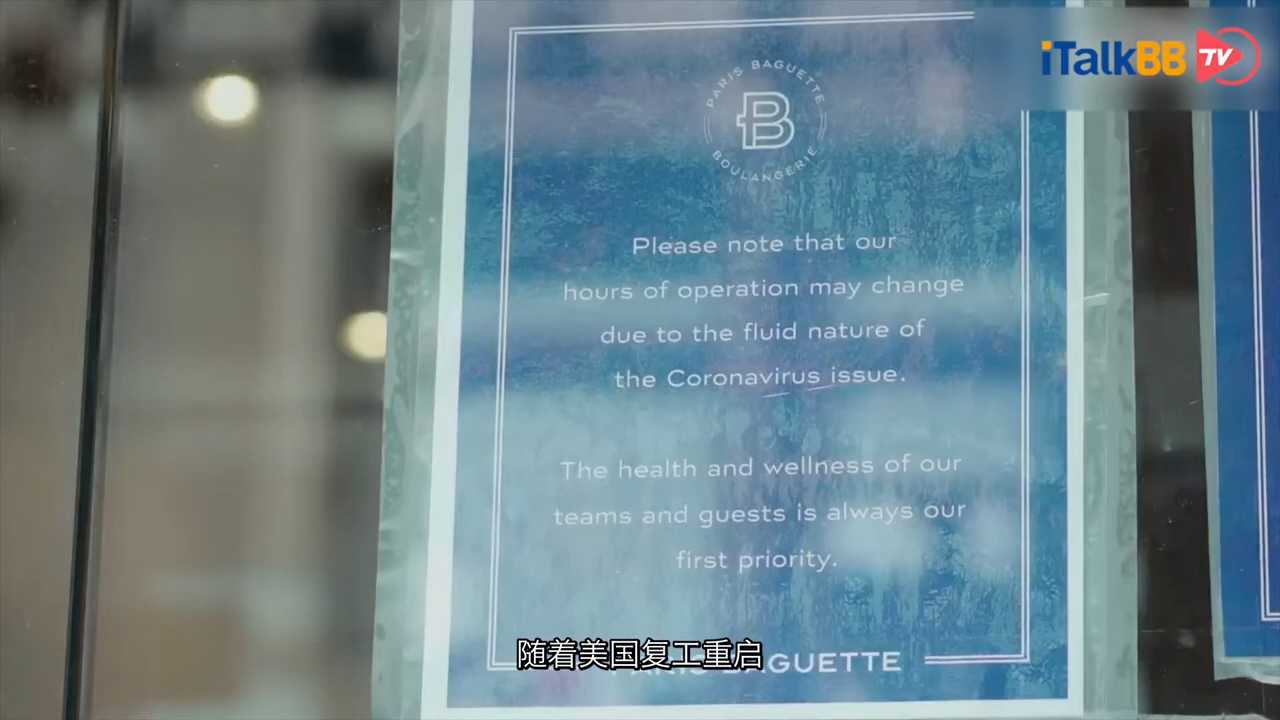 iTalkBB TV
PARIS BAGUETTE
B
BOULANGERIE
Please note that our
hours of operation may change
due to the fluid nature of
the Coronavirus issue.
The health and wellness of our
teams and guests is always our
first priority.
随着美国复工重启
PARIS BAGUETTE